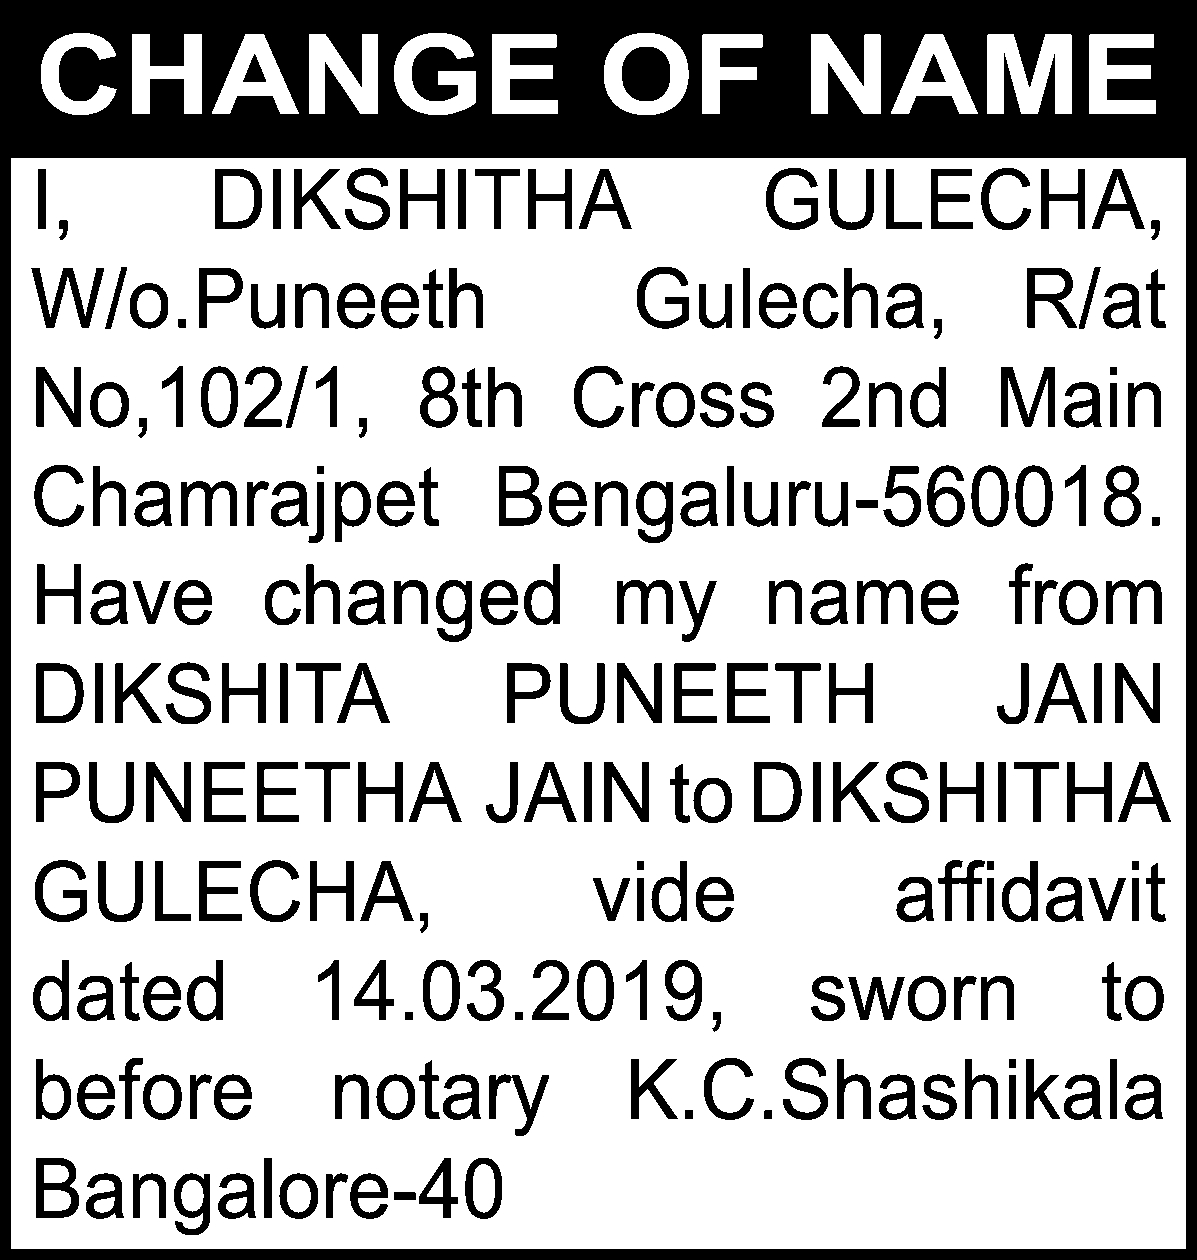 CHANGE OF NAME
I, DIKSHITHA GULECHA,
W/o.Puneeth Gulecha, R/at
No,102/1, 8th Cross 2nd Main
Chamrajpet Bengaluru-560018.
Have changed my name from
DIKSHITA PUNEETH JAIN
PUNEETHA JAIN to DIKSHITHA
GULECHA, vide affidavit
dated 14.03.2019, sworn to
before notary K.C.Shashikala
Bangalore-40